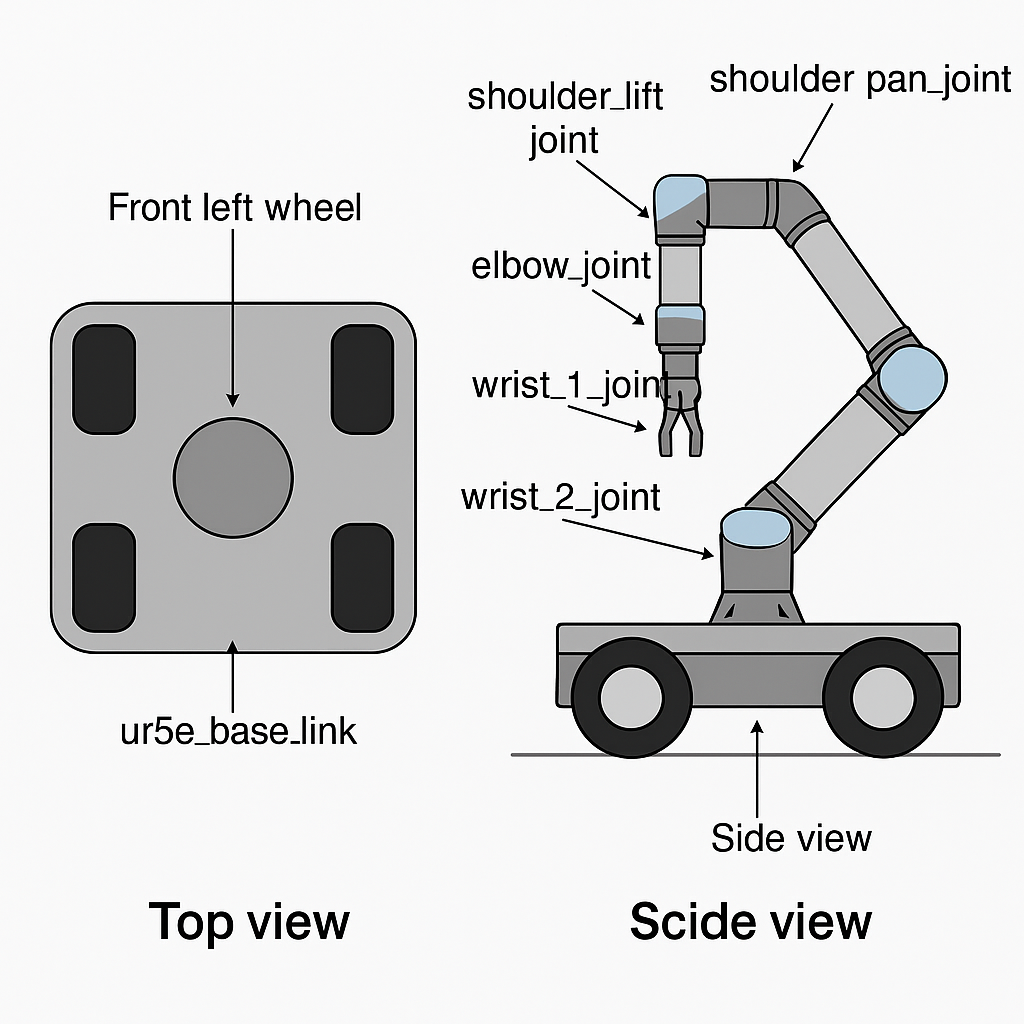 shoulder_lift
joint
shoulder pan_joint
Front left wheel
elbow_joint
wrist_1_joint
wrist_2_joint
ur5e_base_link
Side view
Top view
Scide view